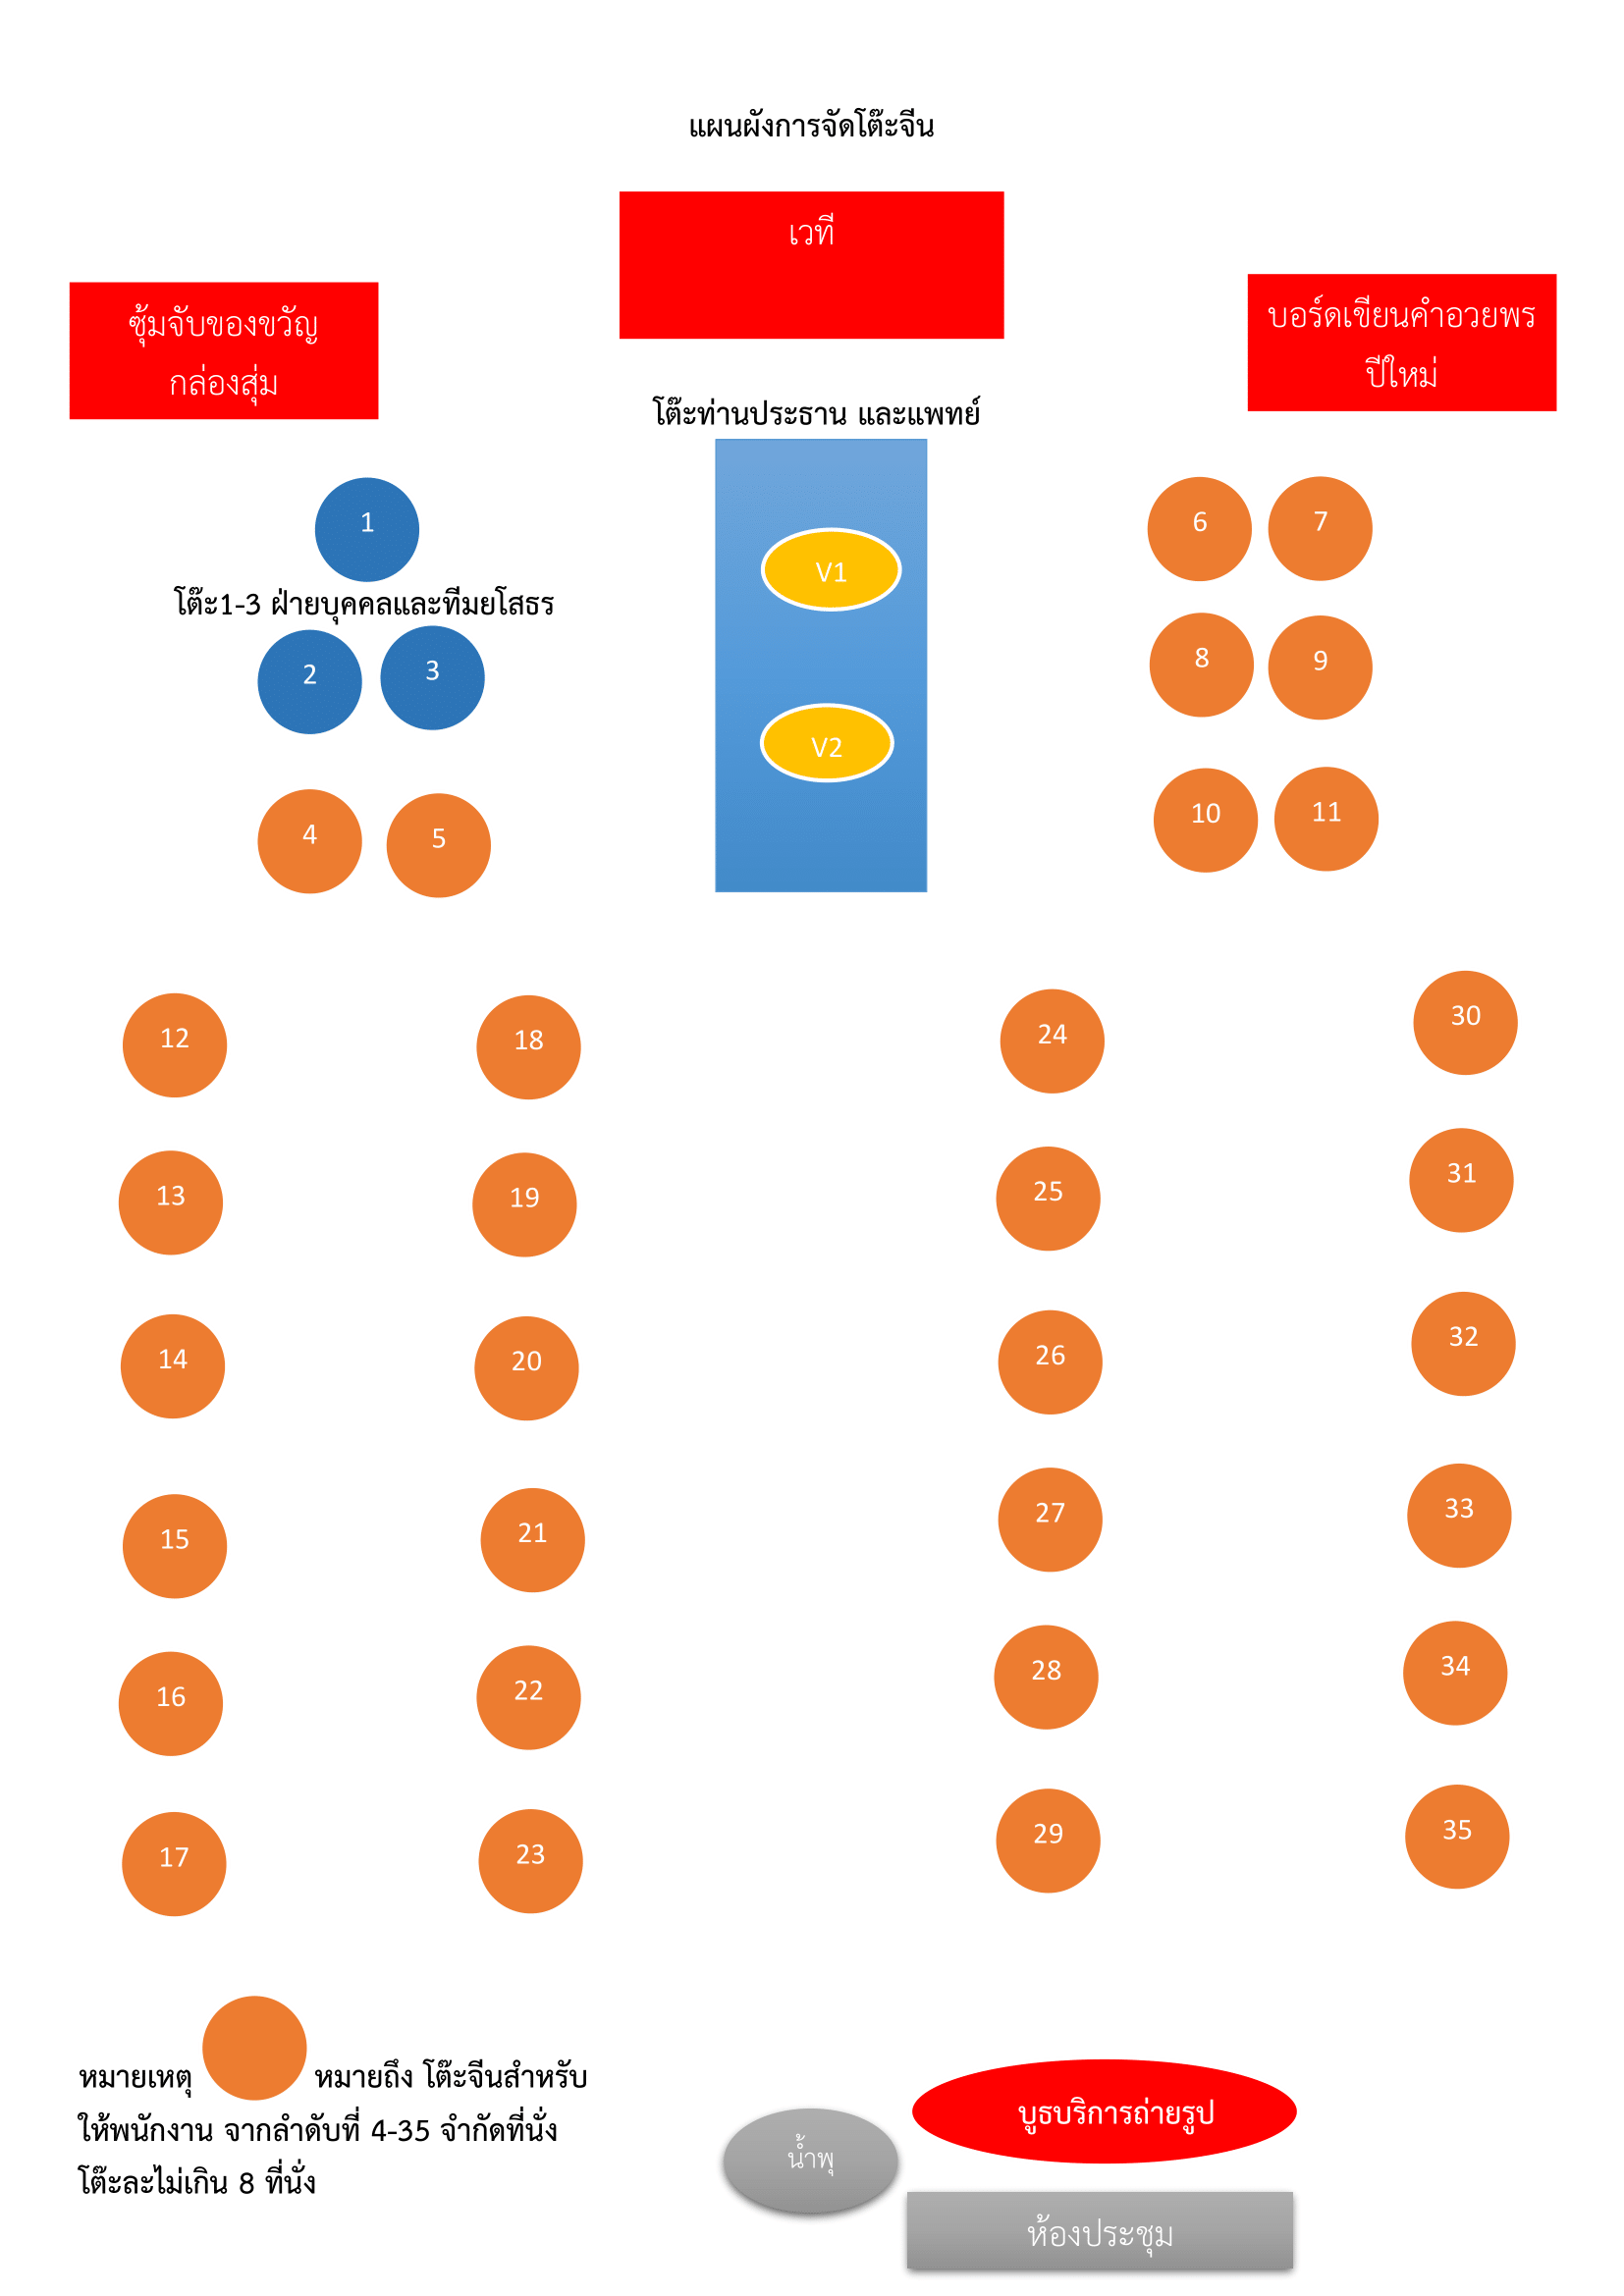 แผนผังการจัดโต๊ะจีน
เวที
ซุ้มจับของขวัญ
กล่องสุ่ม
บอร์ดเขียนคำอวยพร
ปีใหม่
โต๊ะท่านประธาน และแพทย์
1
6
7
V1
โต๊ะ1-3 ฝ่ายบุคคลและทีมยโสธร
2
3
8
9
V2
4
5
10
11
12
18
24
30
13
19
25
31
14
20
26
32
15
21
27
33
16
22
28
34
17
23
29
35
หมายเหตุ หมายถึง โต๊ะจีนสำหรับ
ให้พนักงาน จากลำดับที่ 4-35 จำกัดที่นั่ง
โต๊ะละไม่เกิน 8 ที่นั่ง
บูธบริการถ่ายรูป
น้ำพุ
ห้องประชุม